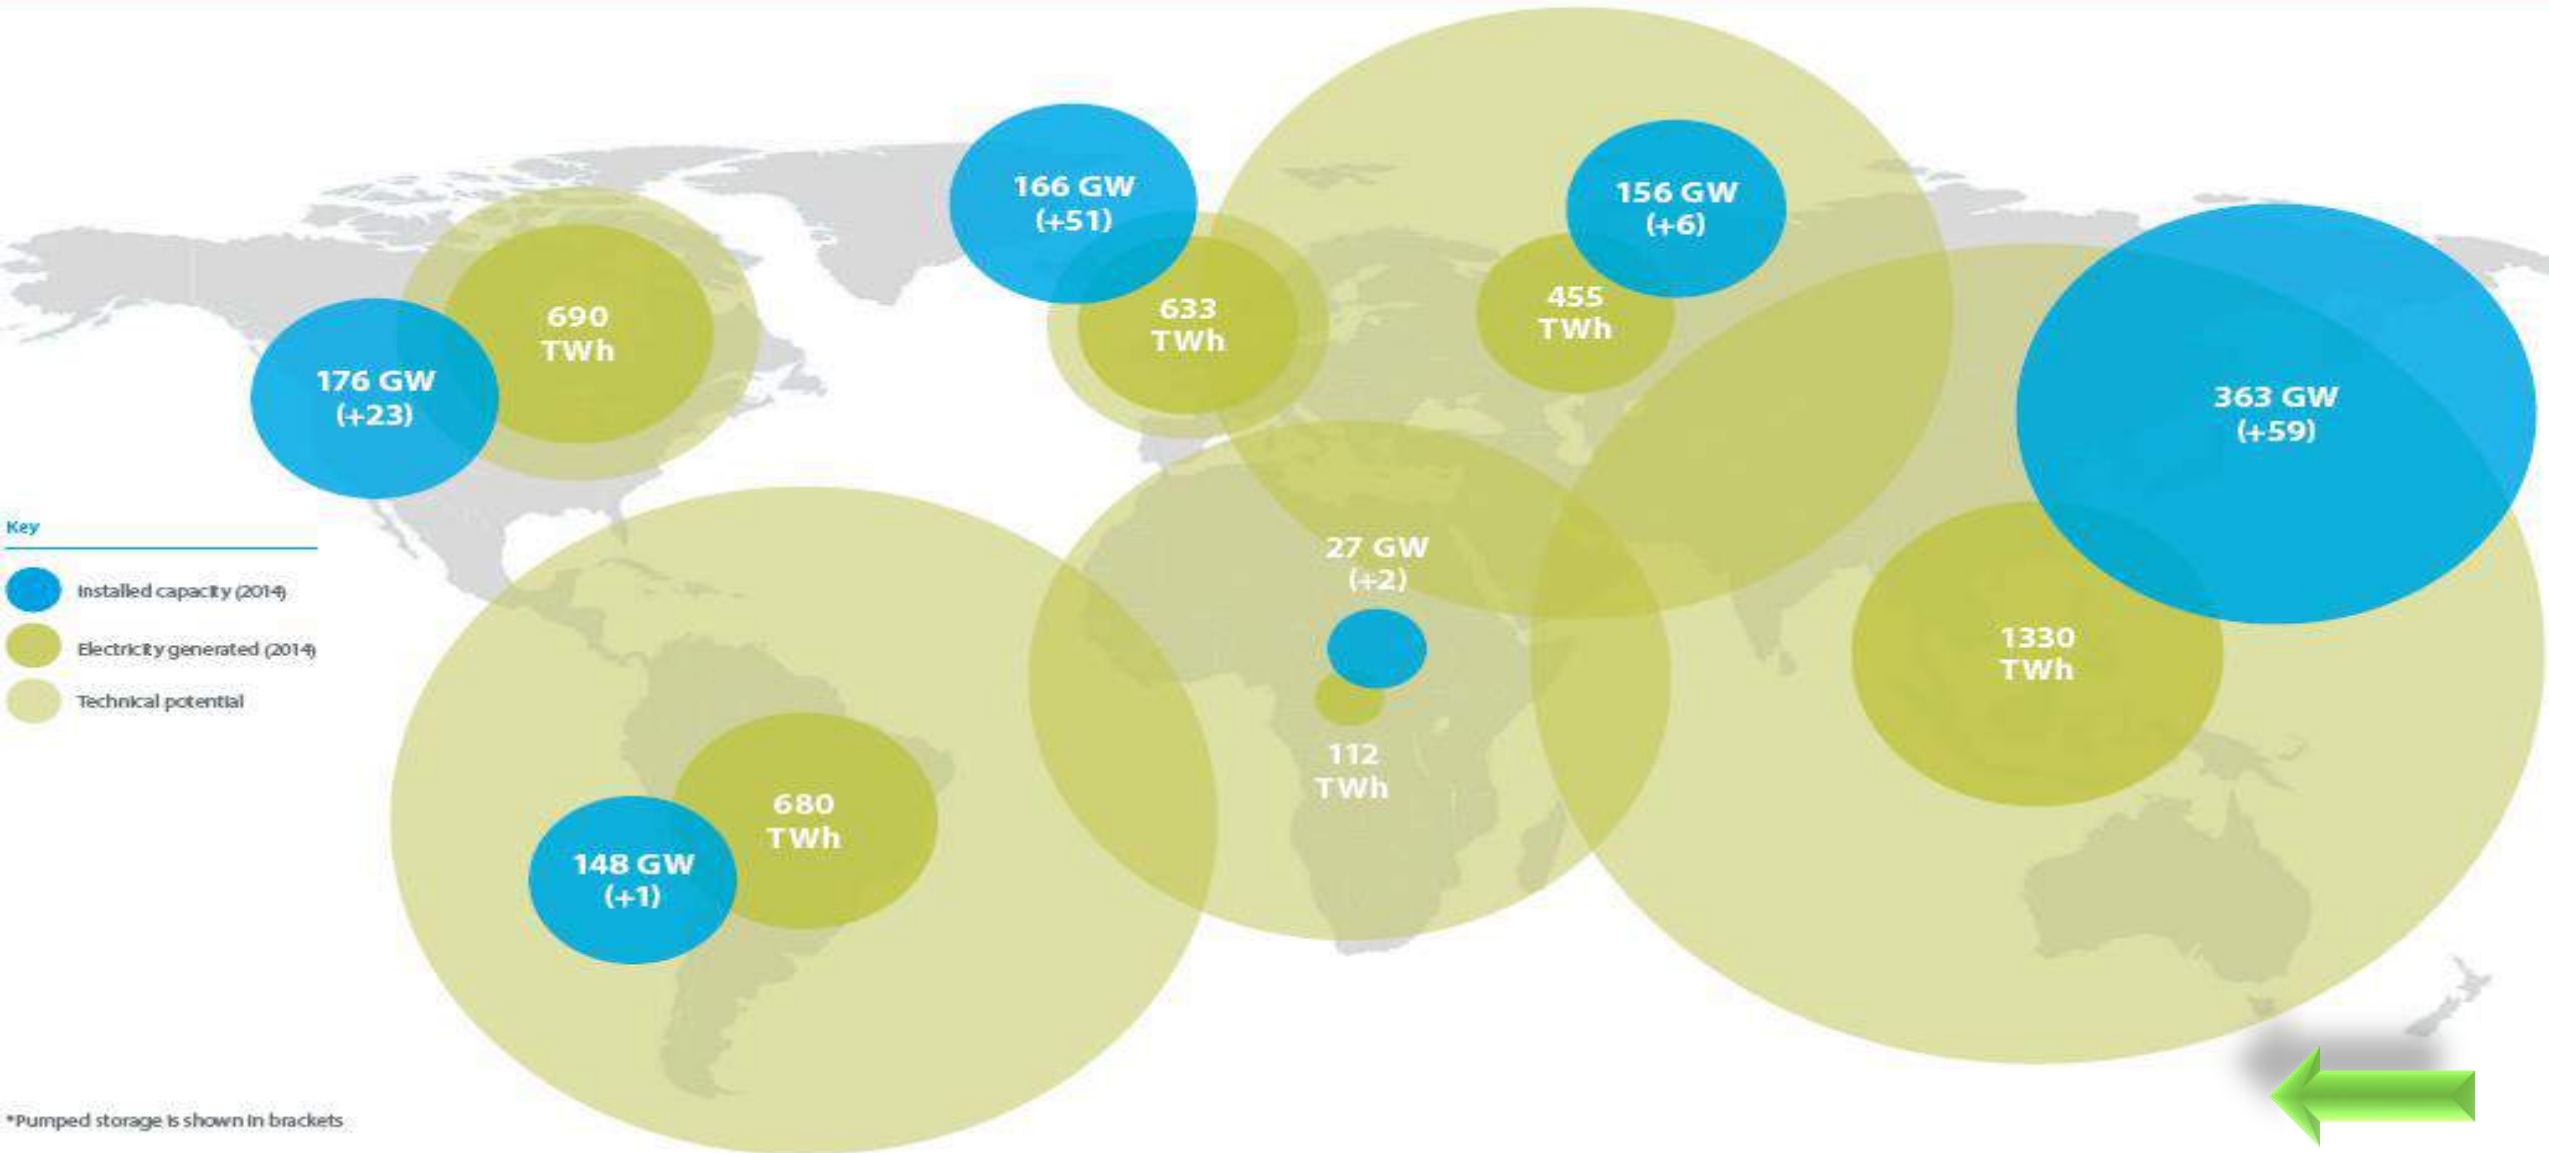 166 GW
(+51)
156 GW
(+6)
690
TWh
633
TWh
455
TWh
176 GW
(+23)
363 GW
(+59)
Key
Installed capacity (2014)
Electricity generated (2014)
Technical potential
27 GW
(+2)
1330
TWh
112
TWh
680
TWh
148 GW
(+1)
*Pumped storage is shown in brackets